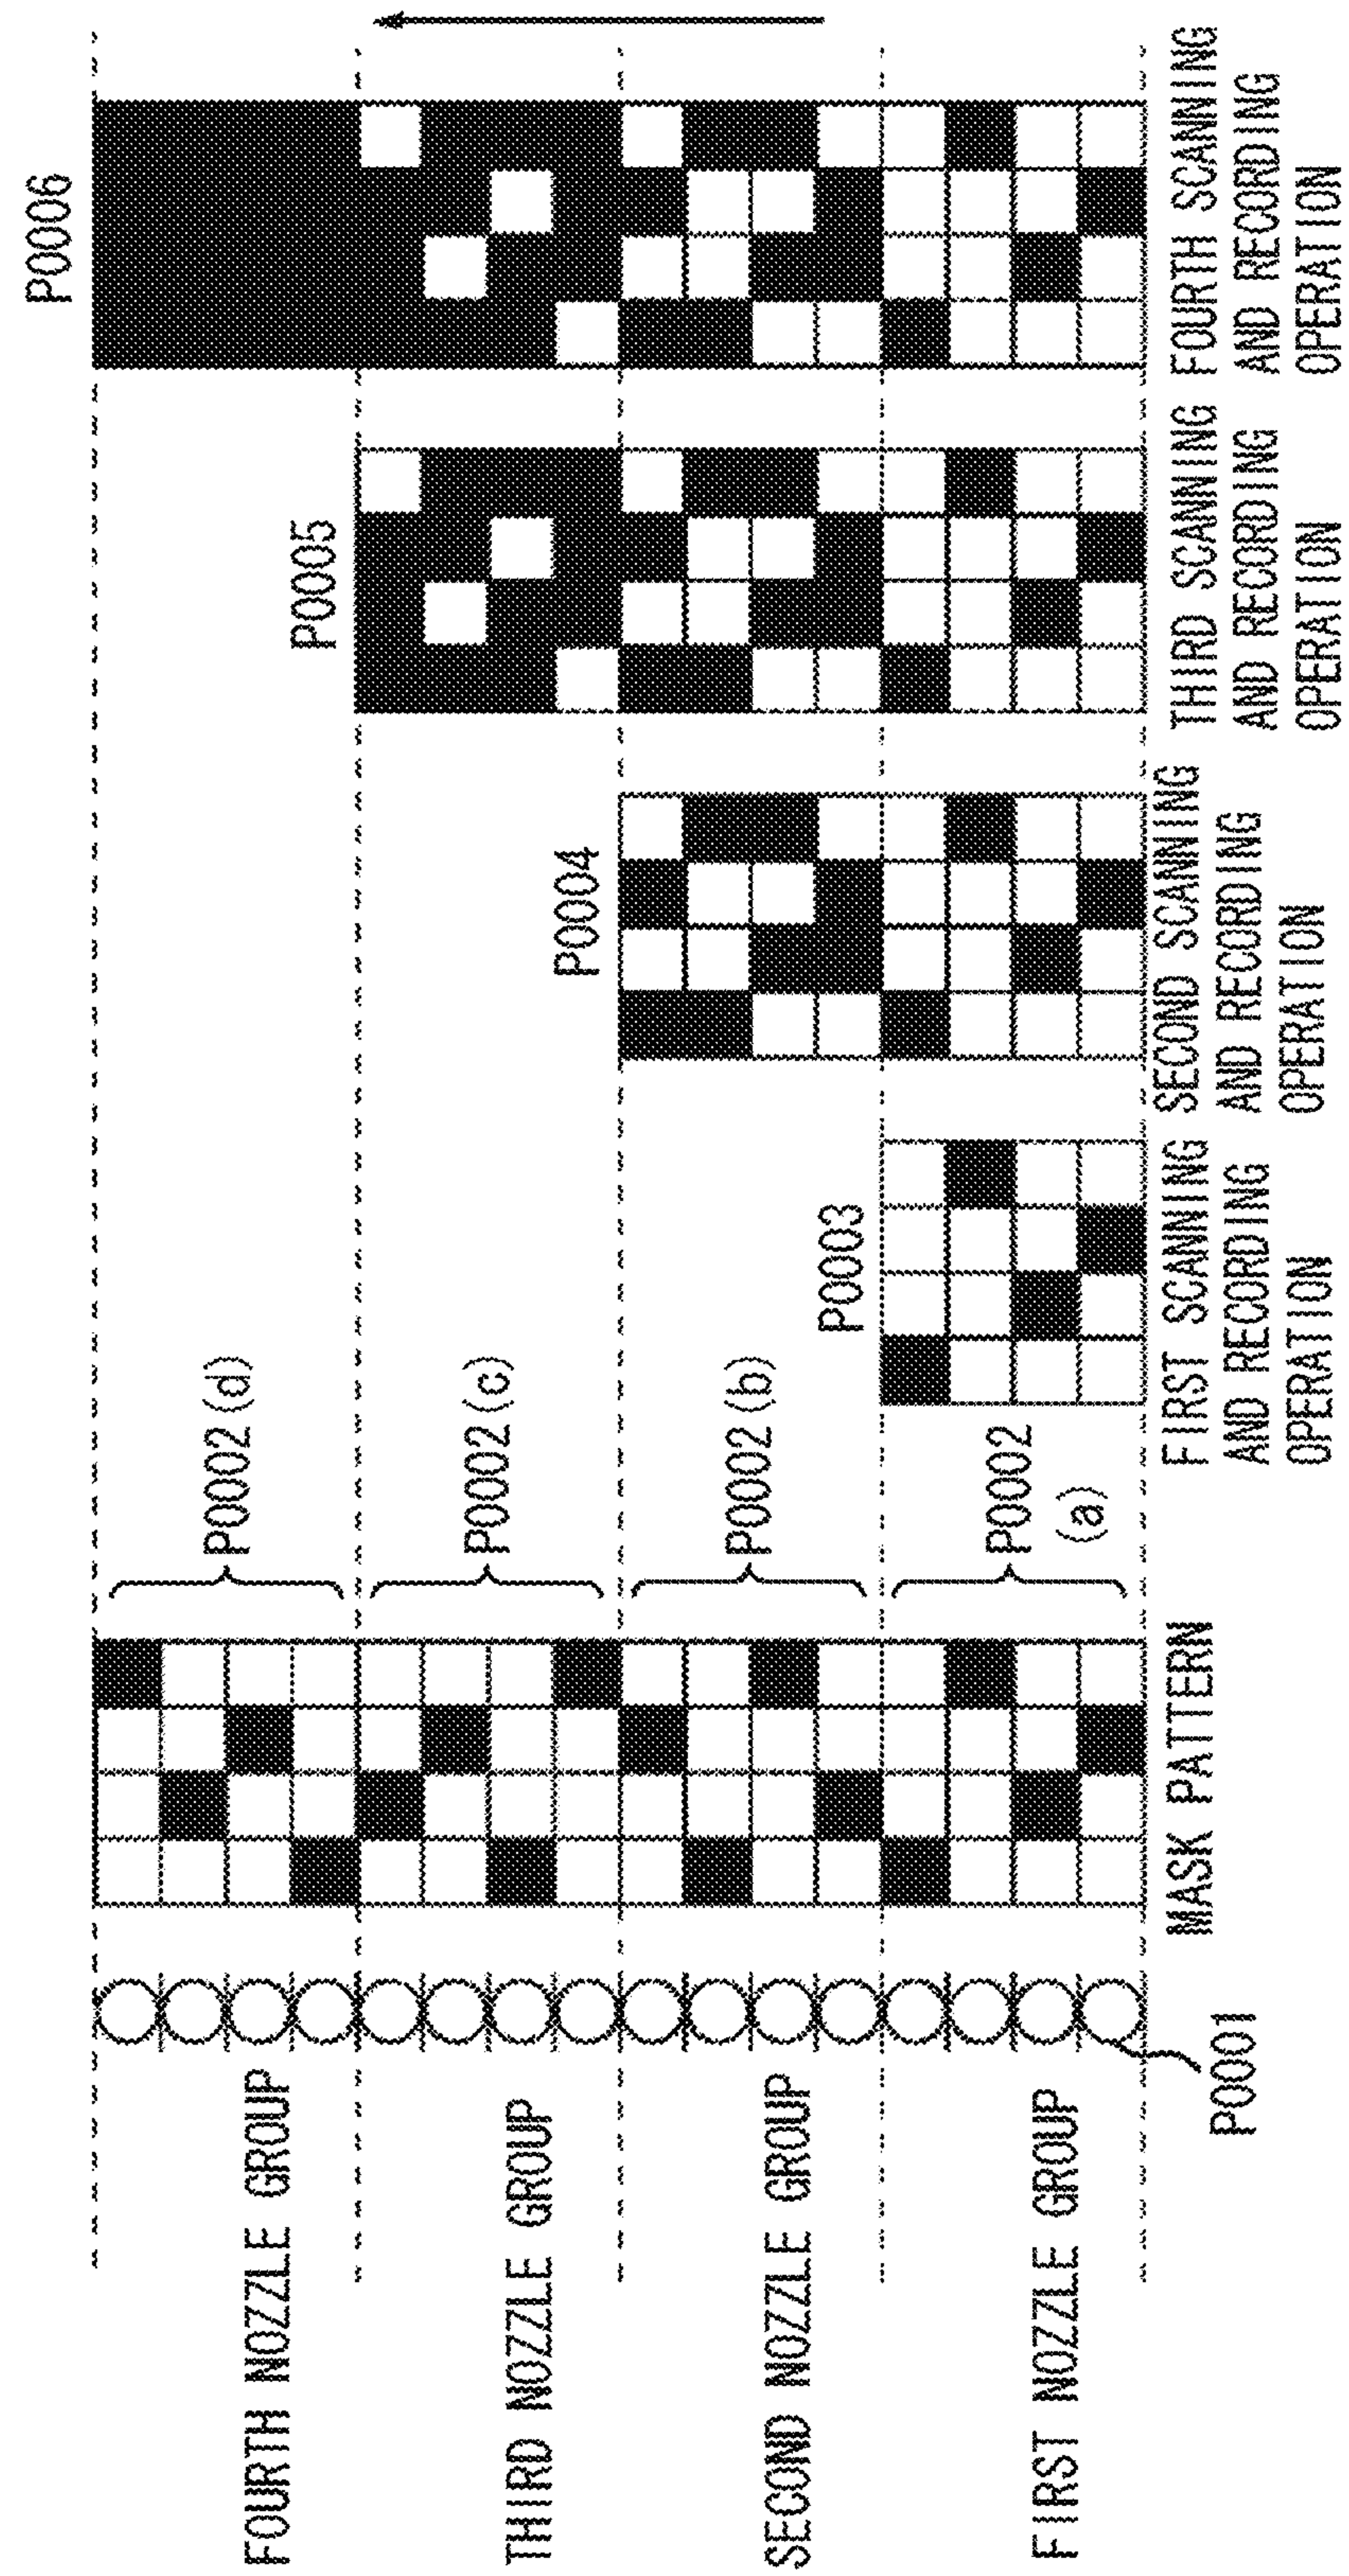 FOURTH NOZZLE GROUP
THIRD NOZZLE GROUP
SECOND NOZZLE GROUP
FIRST NOZZLE GROUP
P0001
MASK PATTERN
P0002(d)
P0002(c)
P0002(b)
P0002
(a)
P0003
FIRST SCANNING
AND RECORDING
OPERATION
P0004
SECOND SCANNING
AND RECORDING
OPERATION
P0005
THIRD SCANNING
AND RECORDING
OPERATION
P0006
FOURTH SCANNING
AND RECORDING
OPERATION